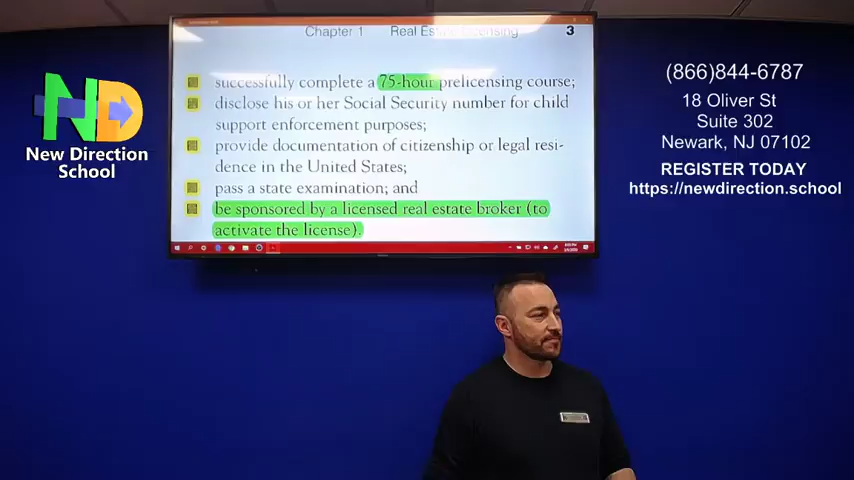 Chapter 1 Real Estate Licensing 3
successfully complete a 75-hour prelicensing course;
disclose his or her Social Security number for child
support enforcement purposes;
provide documentation of citizenship or legal resi-
dence in the United States;
pass a state examination; and
be sponsored by a licensed real estate broker (to
activate the license).
ND
New Direction
School
(866)844-6787
18 Oliver St
Suite 302
Newark, NJ 07102
REGISTER TODAY
https://newdirection.school